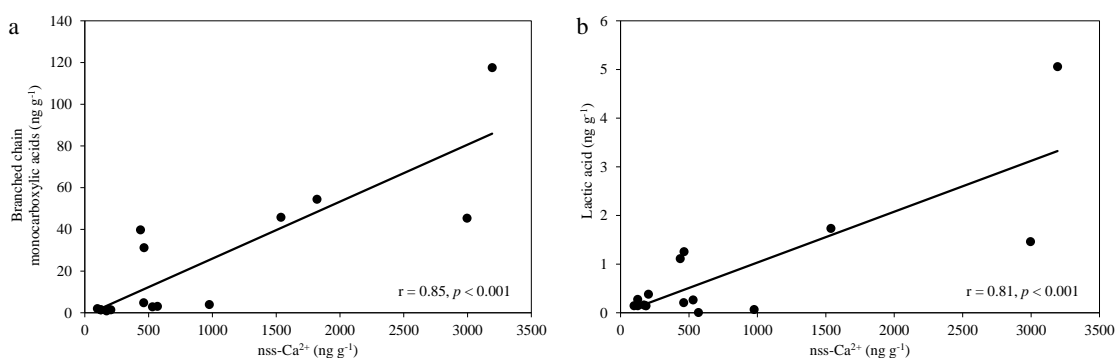 a
Branched chain
monocarboxylic acids (ng g⁻¹)
140
120
100
80
60
40
20
0
r = 0.85, p < 0.001
0 500 1000 1500 2000 2500 3000 3500
nss-Ca²⁺ (ng g⁻¹)
b
Lactic acid (ng g⁻¹)
6
5
4
3
2
1
0
r = 0.81, p < 0.001
0 500 1000 1500 2000 2500 3000 3500
nss-Ca²⁺ (ng g⁻¹)